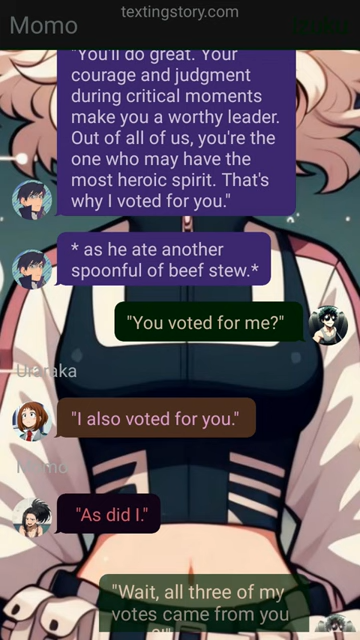 textingstory.com
Momo
Izuku
"You'll do great. Your
courage and judgment
during critical moments
make you a worthy leader.
Out of all of us, you're the
one who may have the
most heroic spirit. That's
why I voted for you."
* as he ate another
spoonful of beef stew.*
"You voted for me?"
Uraraka
"I also voted for you."
Momo
"As did I."
"Wait, all three of my
votes came from you